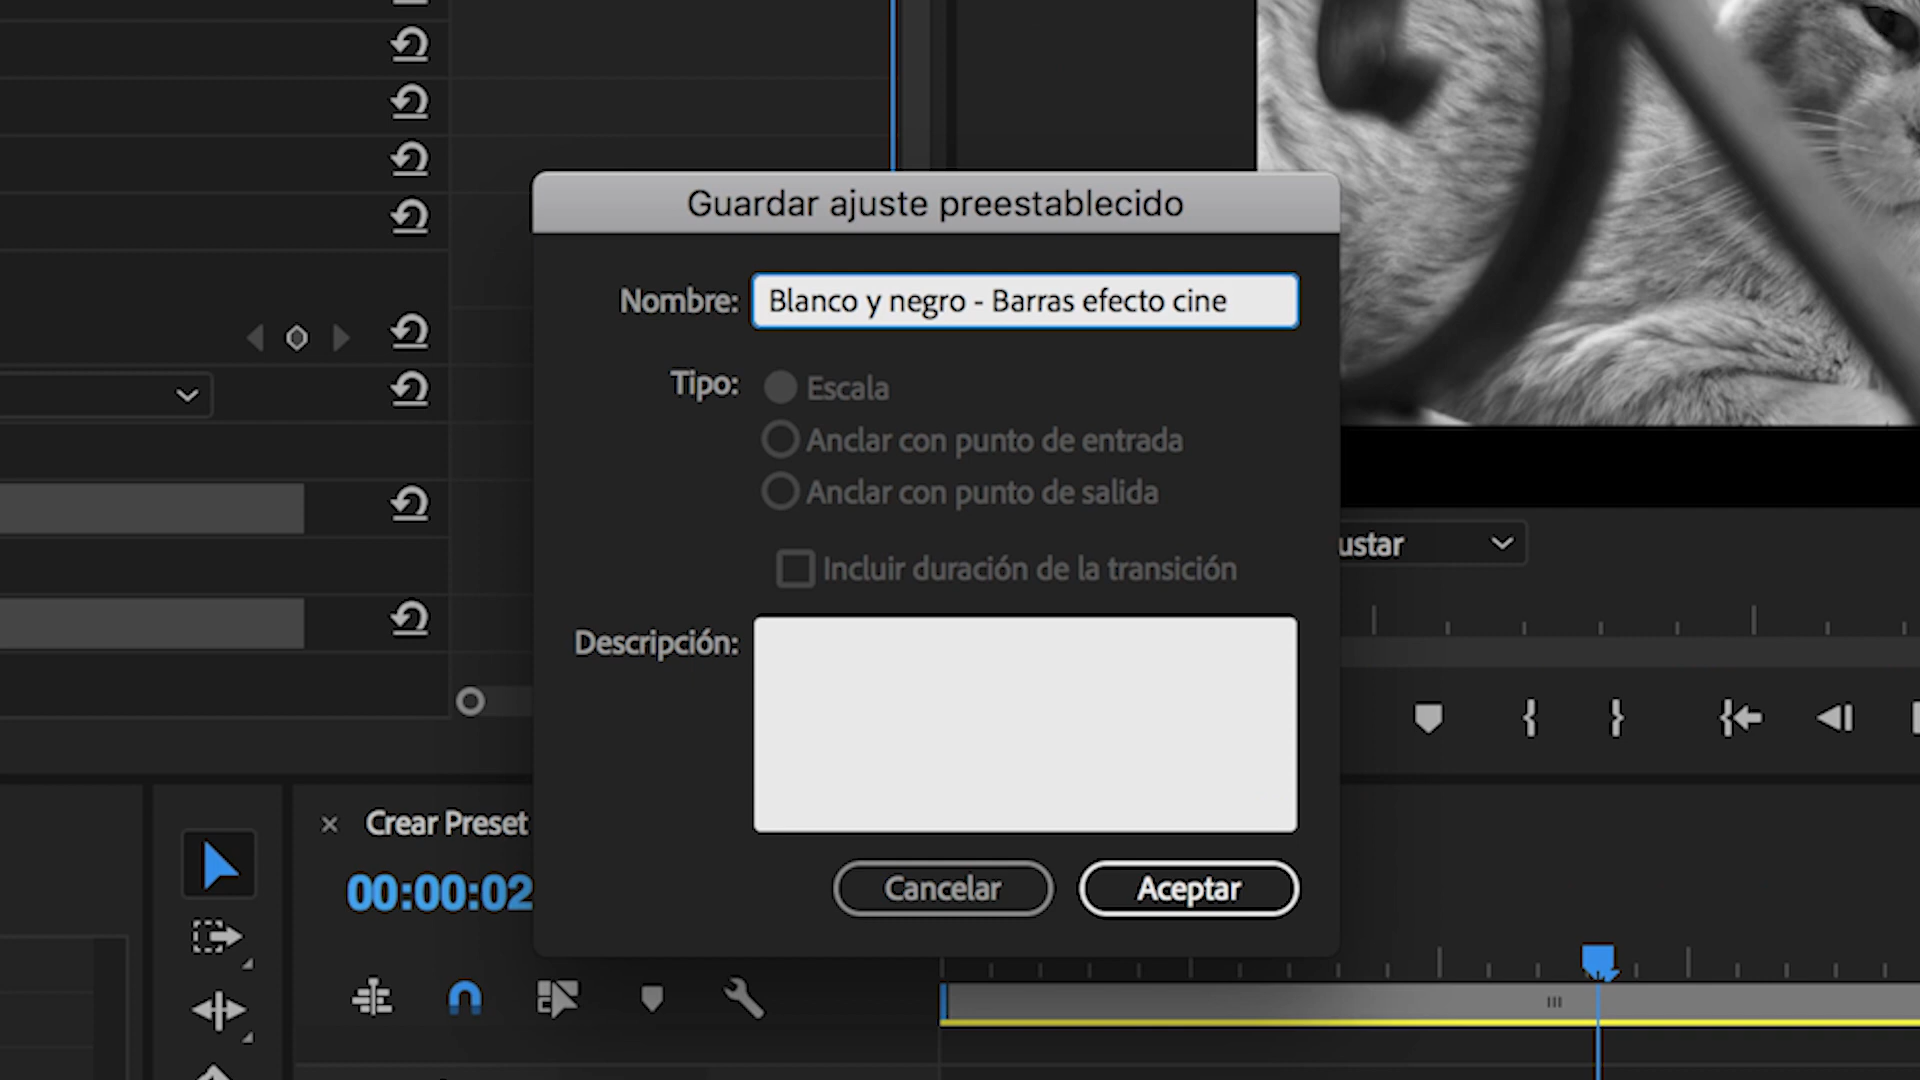 Guardar ajuste preestablecido
Nombre: Blanco y negro - Barras efecto cine
Tipo: Escala
Anclar con punto de entrada
Anclar con punto de salida
ustar
Incluir duración de la transición
Descripción:
× Crear Preset
00:00:02
Cancelar Aceptar